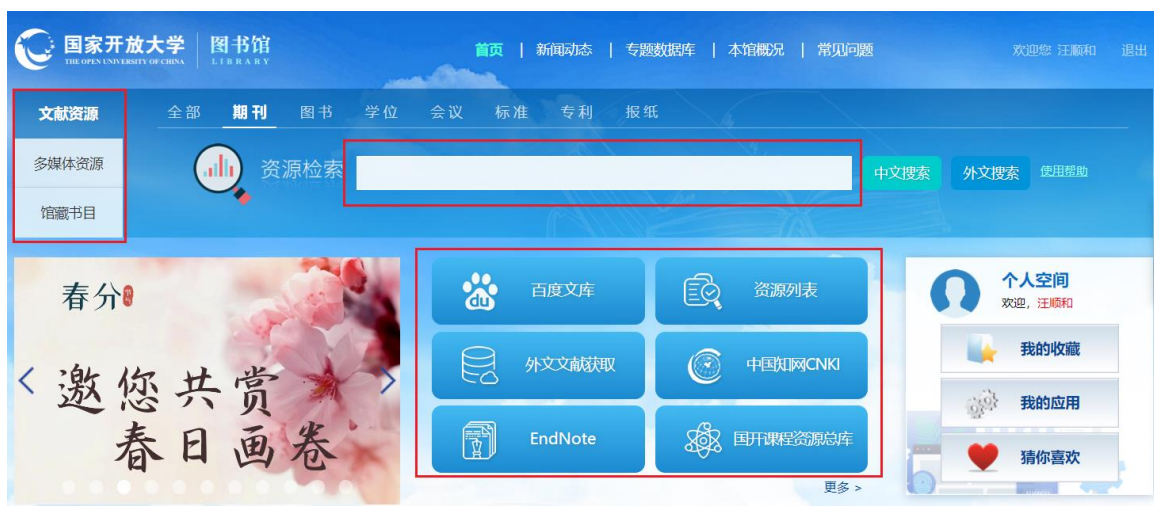 国家开放大学
THE OPEN UNIVERSITY OF CHINA
图书馆
LIBRARY
首页 | 新闻动态 | 专题数据库 | 本馆概况 | 常见问题
欢迎您 汪顺和 退出
文献资源
多媒体资源
馆藏书目
全部 期刊 图书 学位 会议 标准 专利 报纸
资源检索
中文搜索 外文搜索 使用帮助
春分
邀您共赏
春日画卷
du 百度文库
资源列表
外文文献获取
中国知网CNKI
EndNote
国开课程资源总库
更多 >
个人空间
欢迎, 汪顺和
我的收藏
我的应用
猜你喜欢